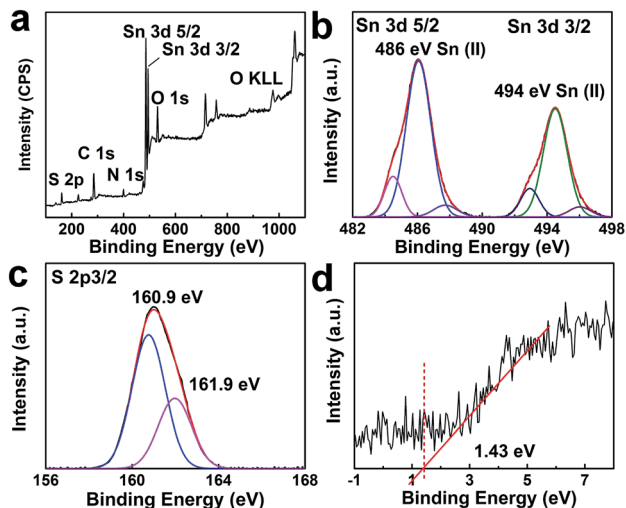 a
Sn 3d 5/2
Sn 3d 3/2
O 1s
O KLL
C 1s
N 1s
S 2p
Intensity (CPS)
200 400 600 800 1000
Binding Energy (eV)
b
Sn 3d 5/2 Sn 3d 3/2
486 eV Sn (II)
494 eV Sn (II)
Intensity (a.u.)
482 486 490 494 498
Binding Energy (eV)
c
S 2p3/2
160.9 eV
161.9 eV
Intensity (a.u.)
156 160 164 168
Binding Energy (eV)
d
1.43 eV
Intensity (a.u.)
-1 1 3 5 7
Binding Energy (eV)